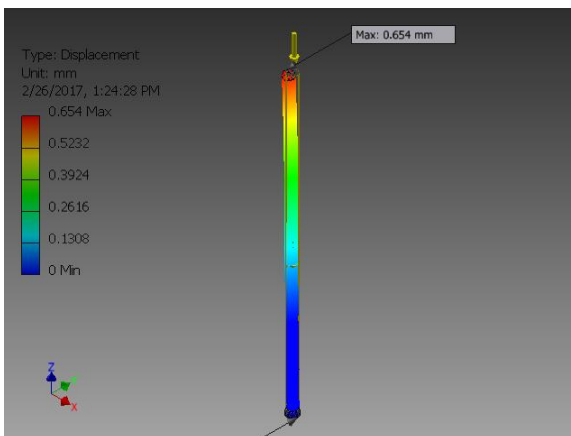 Max: 0.654 mm
Type: Displacement
Unit: mm
2/26/2017, 1:24:28 PM
0.654 Max
0.5232
0.3924
0.2616
0.1308
0 Min
Z
X